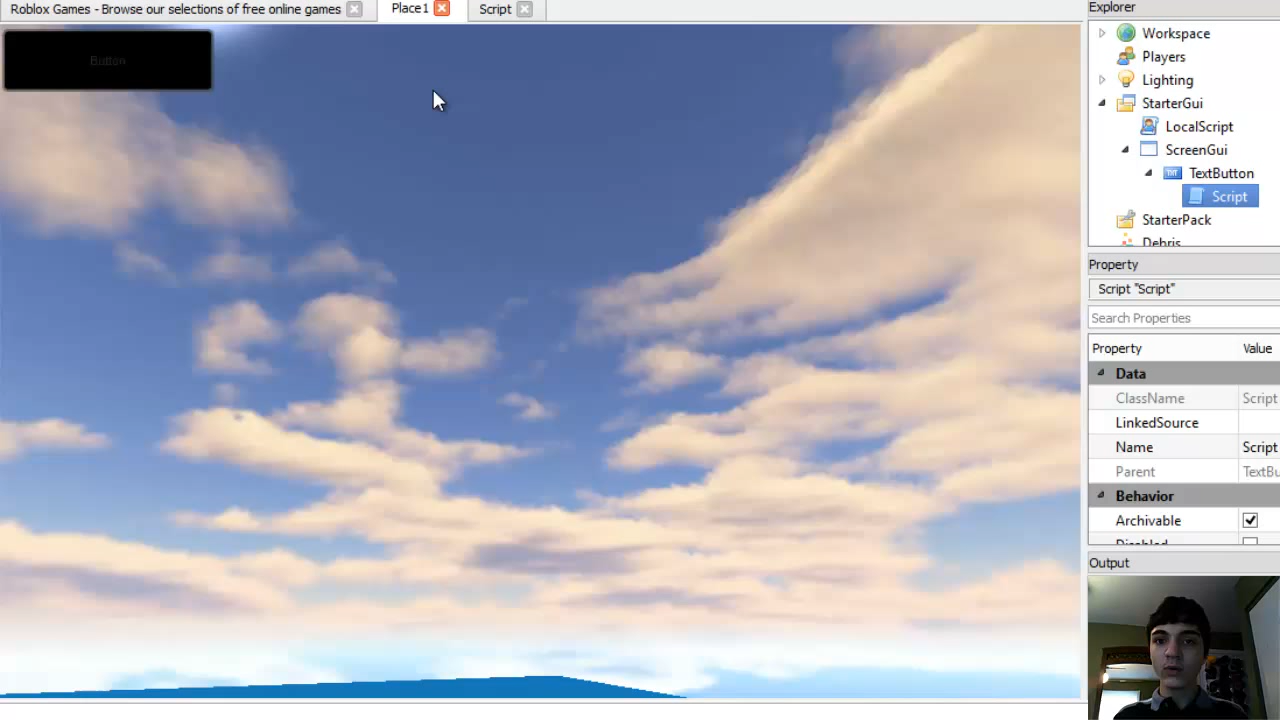 Roblox Games - Browse our selections of free online games
Place1
Script
Button
Explorer
Workspace
Players
Lighting
StarterGui
LocalScript
ScreenGui
TXT TextButton
Script
StarterPack
Debris
Property
Script "Script"
Search Properties
Property Value
Data
ClassName Script
LinkedSource
Name Script
Parent TextBu
Behavior
Archivable
Disabled
Output